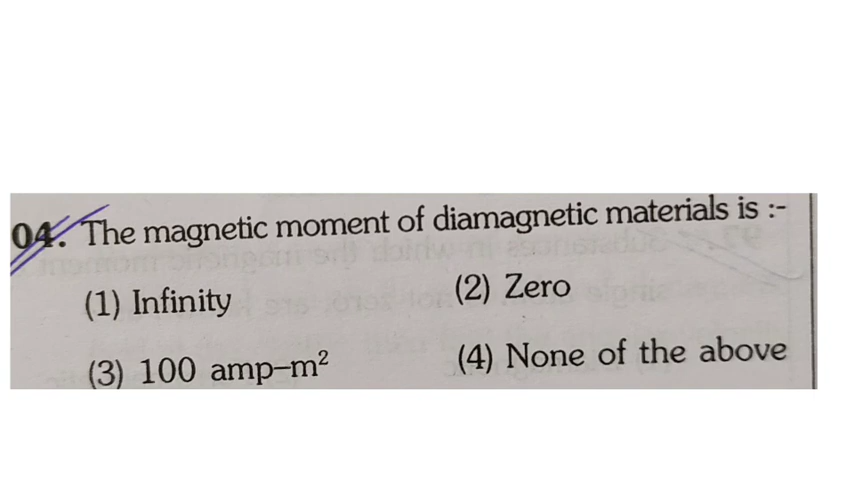 04. The magnetic moment of diamagnetic materials is :-
(1) Infinity (2) Zero
(3) 100 amp–m² (4) None of the above